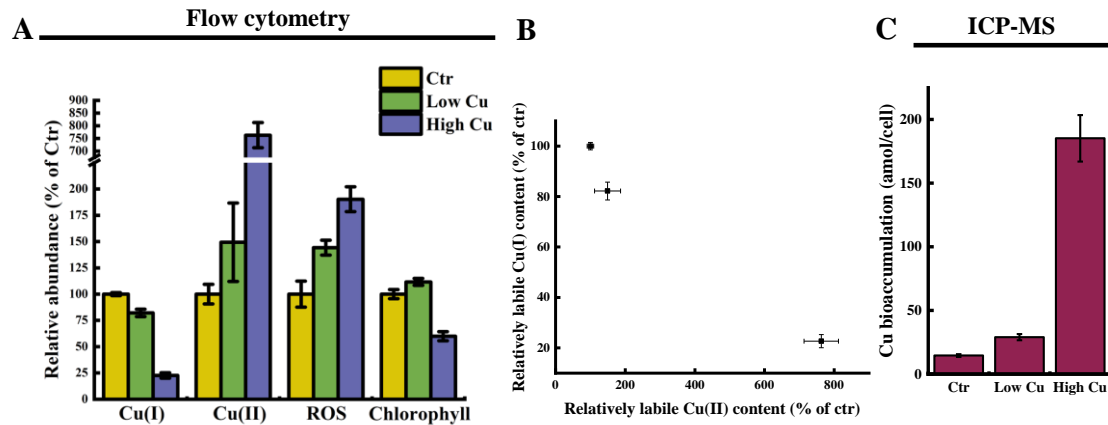 A
Flow cytometry
Ctr
Low Cu
High Cu
Relative abundance (% of Ctr)
900
850
800
750
700
200
150
100
75
50
25
0
Cu(I)
Cu(II)
ROS
Chlorophyll
B
Relatively labile Cu(I) content (% of ctr)
100
80
60
40
20
0
200
400
600
800
Relatively labile Cu(II) content (% of ctr)
C
ICP-MS
Cu bioaccumulation (amol/cell)
200
150
100
50
0
Ctr
Low Cu
High Cu